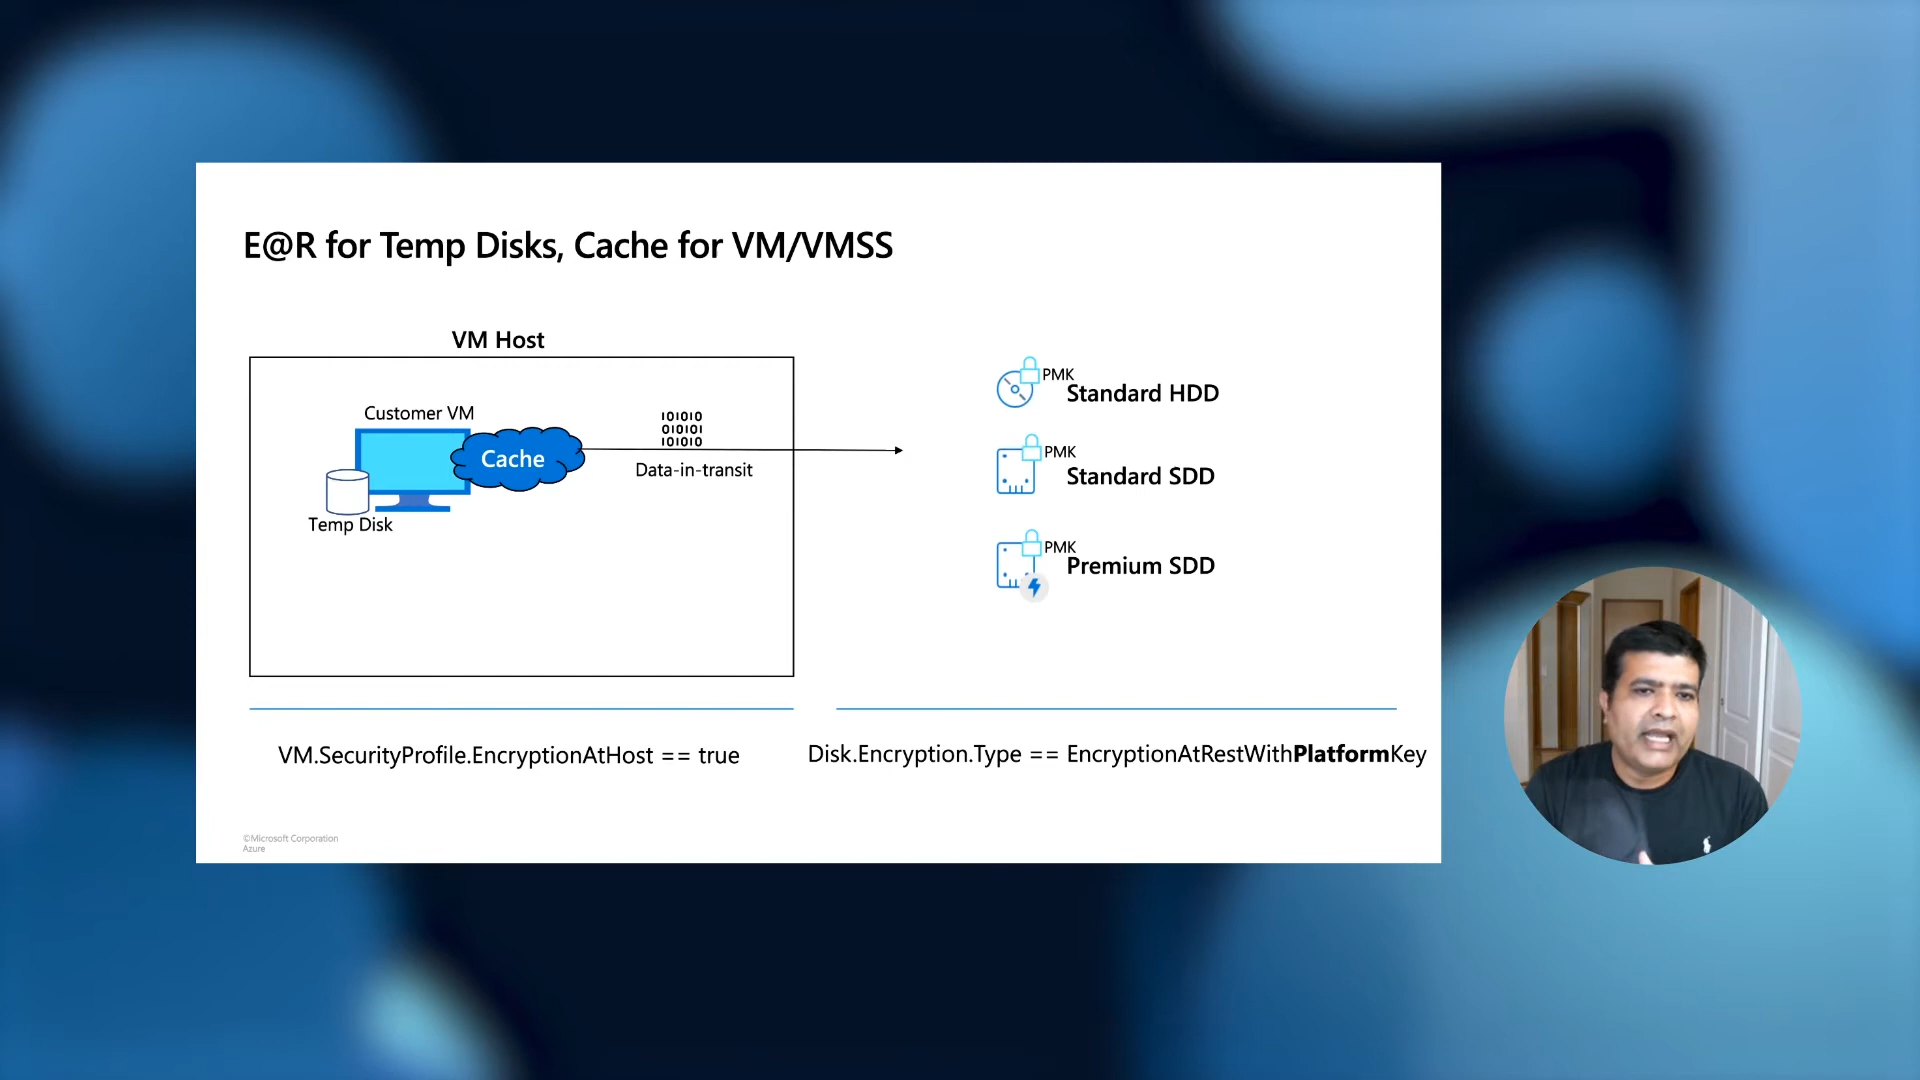 E@R for Temp Disks, Cache for VM/VMSS
VM Host
Customer VM
Cache
Temp Disk
101010
010101
101010
Data-in-transit
PMK
Standard HDD
PMK
Standard SDD
PMK
Premium SDD
VM.SecurityProfile.EncryptionAtHost == true
Disk.Encryption.Type == EncryptionAtRestWithPlatformKey
©Microsoft Corporation
Azure